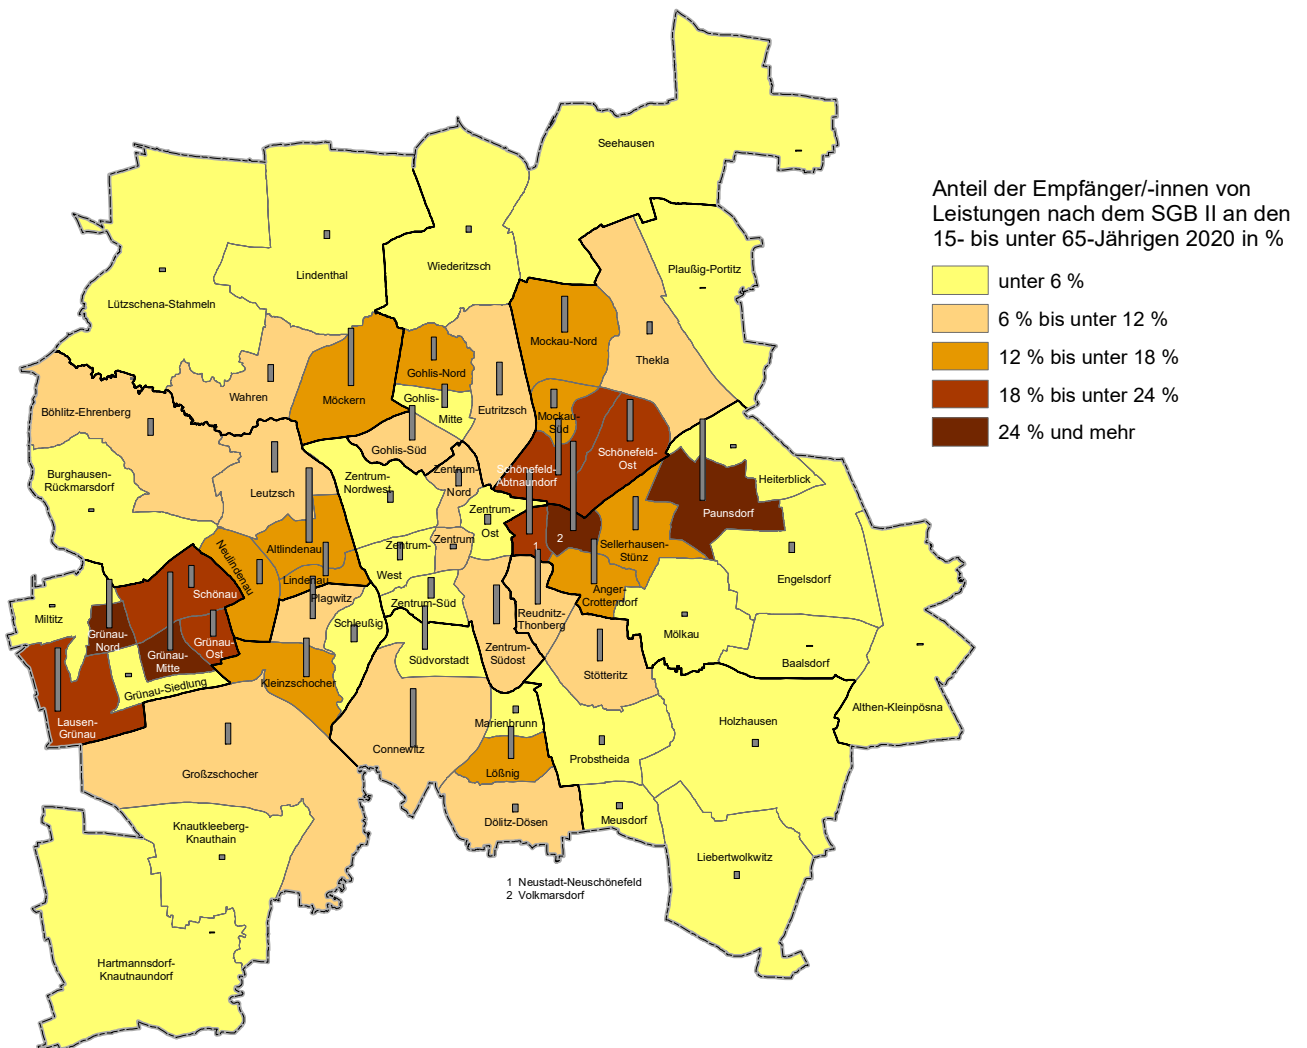 Seehausen
Plaußig-Portitz
Wiederitzsch
Lindenthal
Lützschena-Stahmeln
Anteil der Empfänger/-innen von
Leistungen nach dem SGB II an den
15- bis unter 65-Jährigen 2020 in %
unter 6 %
6 % bis unter 12 %
12 % bis unter 18 %
18 % bis unter 24 %
24 % und mehr
Mockau-Nord
Thekla
Gohlis-Nord
Möckern
Wahren
Gohlis-
Mitte
Eutritzsch
Mockau-
Süd
Böhlitz-Ehrenberg
Gohlis-Süd
Schönefeld-
Ost
Schönefeld-
Abtnaundorf
Burghausen-
Rückmarsdorf
Leutzsch
Zentrum-
Nordwest
Zentrum-
Nord
Heiterblick
Paunsdorf
Zentrum-
Ost
Zentrum
1
2
Sellerhausen-
Stünz
Neulindenau
Altlindenau
Lindenau
Zentrum-
West
Engelsdorf
Schönau
Plagwitz
Zentrum-Süd
Anger-
Crottendorf
Miltitz
Grünau-
Nord
Grünau-
Ost
Grünau-
Mitte
Schleußig
Reudnitz-
Thonberg
Mölkau
Zentrum-
Südost
Südvorstadt
Stötteritz
Baalsdorf
Grünau-Siedlung
Kleinzschocher
Lausen-
Grünau
Althen-Kleinpösna
Marienbrunn
Holzhausen
Connewitz
Probstheida
Großzschocher
Lößnig
Dölitz-Dösen
Meusdorf
Knautkleeberg-
Knauthain
Liebertwolkwitz
1 Neustadt-Neuschönefeld
2 Volkmarsdorf
Hartmannsdorf-
Knautnaundorf